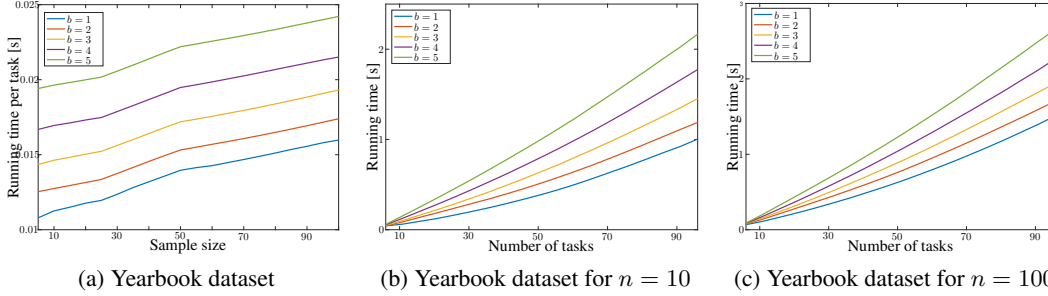 0.025
b = 1
b = 2
b = 3
b = 4
b = 5
0.02
0.015
0.01
Running time per task [s]
10 30 50 70 90
Sample size
(a) Yearbook dataset
b = 1
b = 2
b = 3
b = 4
b = 5
2
1
0
Running time [s]
10 30 50 70 90
Number of tasks
(b) Yearbook dataset for n = 10
3
b = 1
b = 2
b = 3
b = 4
b = 5
2
1
0
Running time [s]
10 30 50 70 90
Number of tasks
(c) Yearbook dataset for n = 100